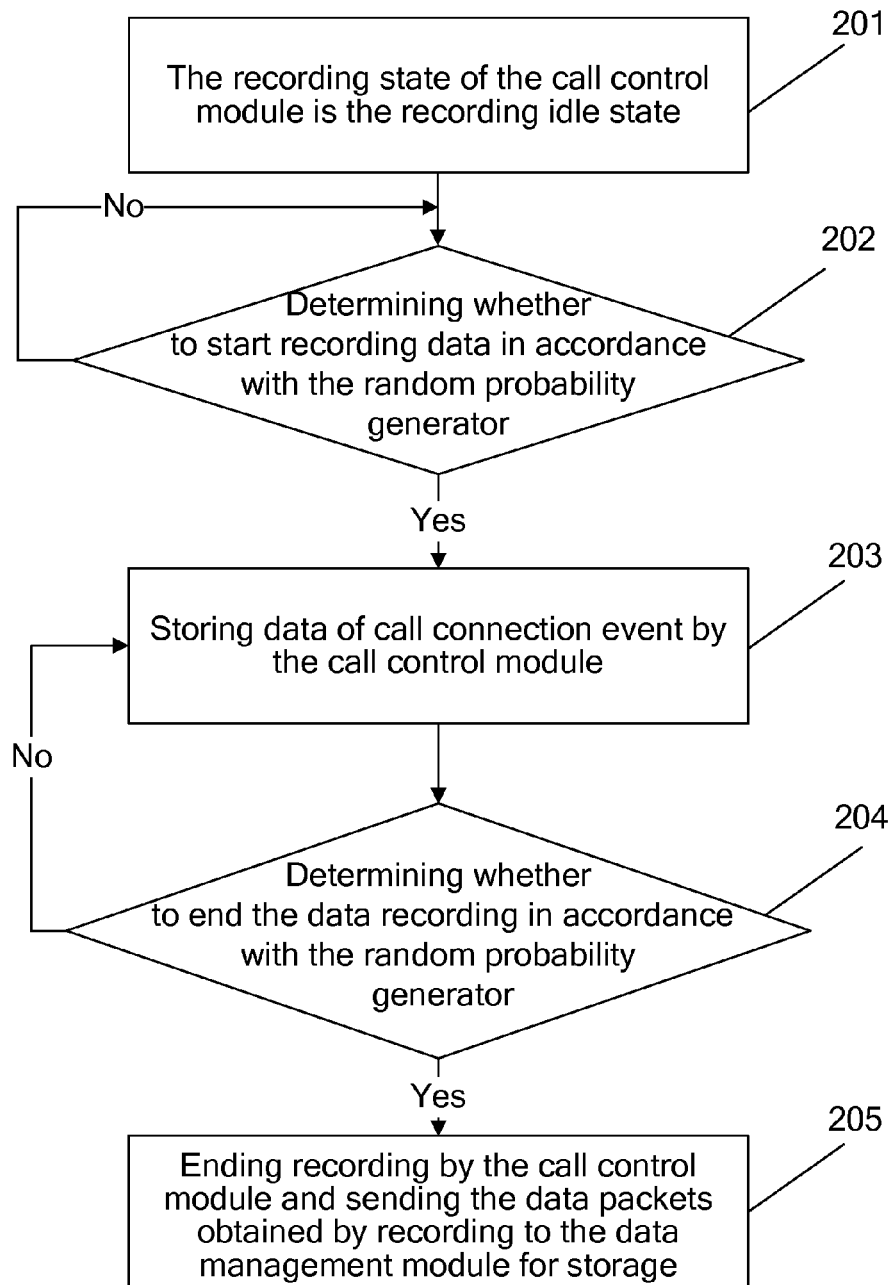 201
The recording state of the call control
module is the recording idle state
No
202
Determining whether
to start recording data in accordance
with the random probability
generator
Yes
203
Storing data of call connection event by
the call control module
No
204
Determining whether
to end the data recording in accordance
with the random probability
generator
Yes
205
Ending recording by the call control
module and sending the data packets
obtained by recording to the data
management module for storage